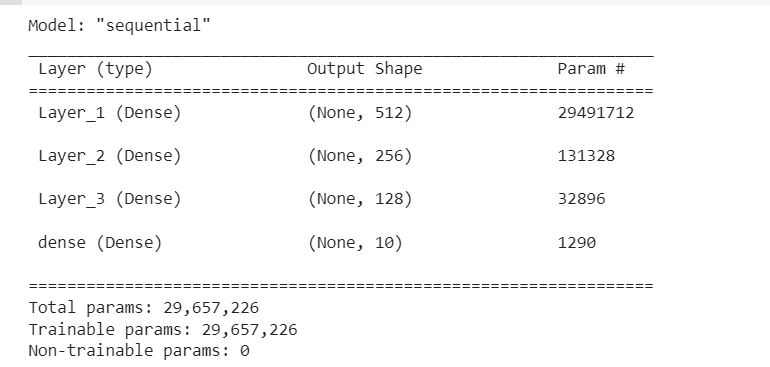 Model: "sequential"
_________________________________________________________________
Layer (type) Output Shape Param #
=================================================================
Layer_1 (Dense) (None, 512) 29491712
Layer_2 (Dense) (None, 256) 131328
Layer_3 (Dense) (None, 128) 32896
dense (Dense) (None, 10) 1290
=================================================================
Total params: 29,657,226
Trainable params: 29,657,226
Non-trainable params: 0